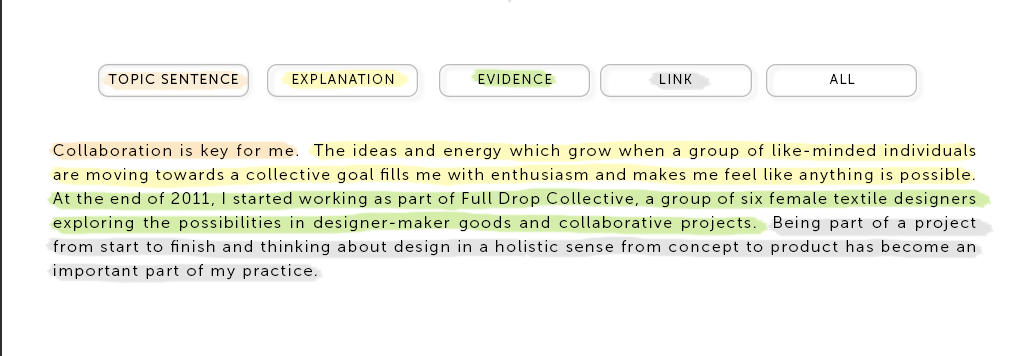 TOPIC SENTENCE EXPLANATION EVIDENCE LINK ALL
Collaboration is key for me. The ideas and energy which grow when a group of like-minded individuals
are moving towards a collective goal fills me with enthusiasm and makes me feel like anything is possible.
At the end of 2011, I started working as part of Full Drop Collective, a group of six female textile designers
exploring the possibilities in designer-maker goods and collaborative projects. Being part of a project
from start to finish and thinking about design in a holistic sense from concept to product has become an
important part of my practice.